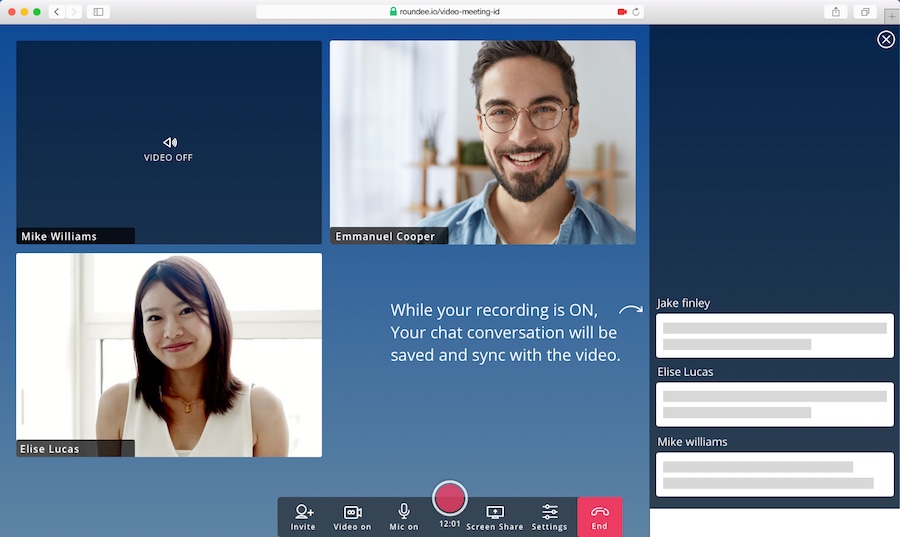 roundee.io/video-meeting-id
VIDEO OFF
Mike Williams
Emmanuel Cooper
Elise Lucas
While your recording is ON,
Your chat conversation will be
saved and sync with the video.
Jake finley
Elise Lucas
Mike williams
Invite
Video on
Mic on
12:01
Screen Share
Settings
End